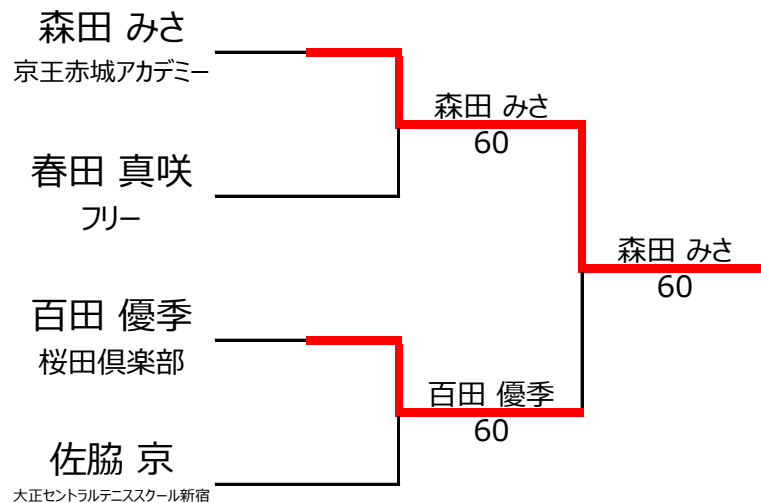 森田 みさ
京王赤城アカデミー
春田 真咲
フリー
百田 優季
桜田倶楽部
佐脇 京
大正セントラルテニススクール新宿
森田 みさ
60
百田 優季
60
森田 みさ
60